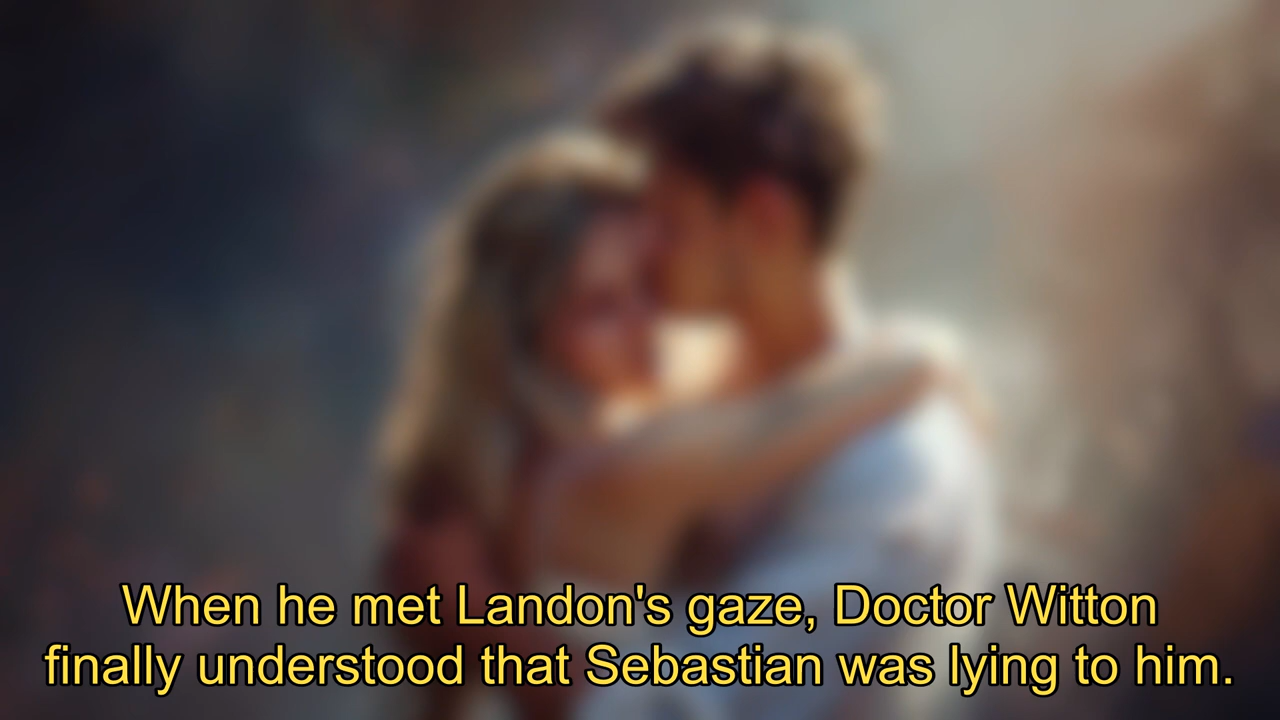 When he met Landon's gaze, Doctor Witton
finally understood that Sebastian was lying to him.